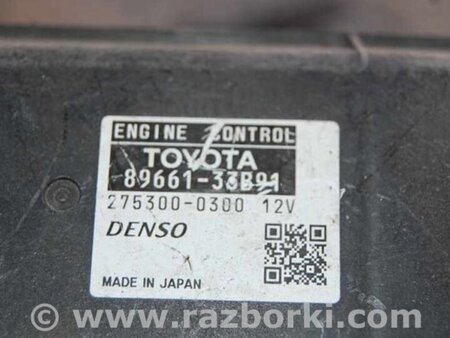 ENGINE CONTROL
TOYOTA
89661-33B91
275300-0300 12V
DENSO
MADE IN JAPAN
© www.razborki.com